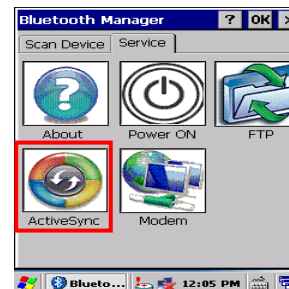 Bluetooth Manager ? OK
Scan Device Service
About Power ON FTP
ActiveSync Modem
Blueto... 12:05 PM